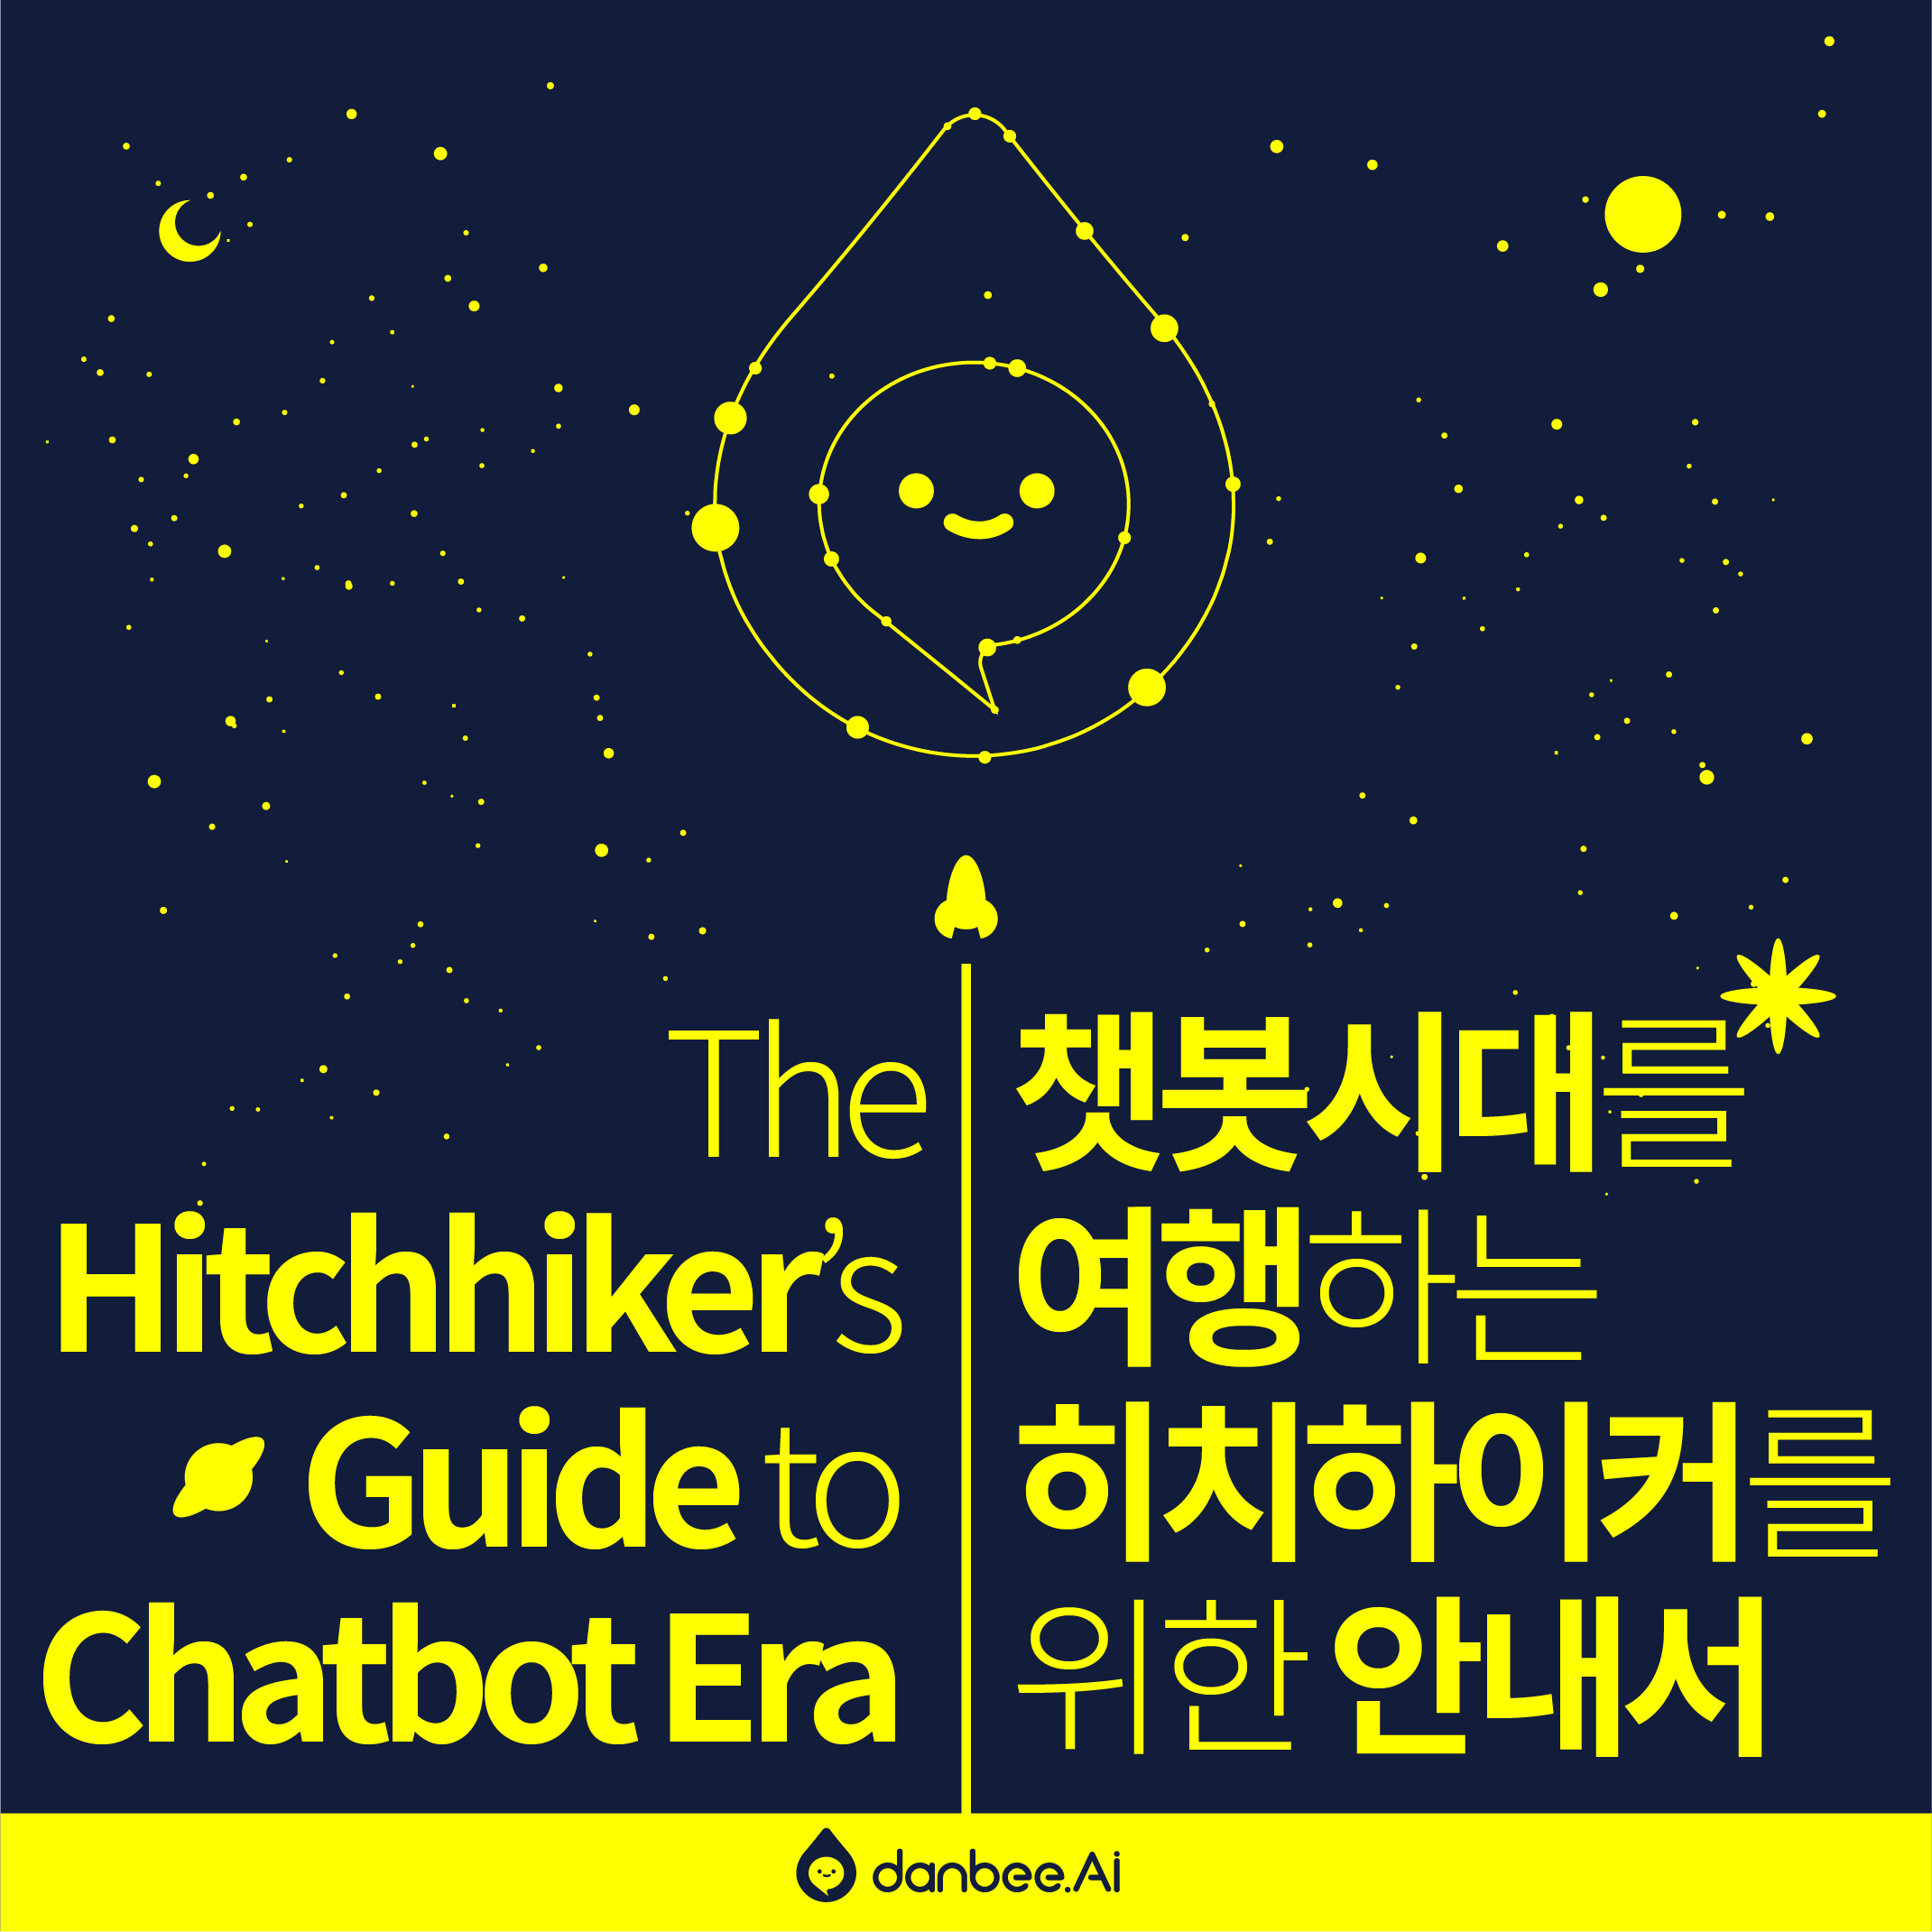 The
Hitchhiker's
Guide to
Chatbot Era
챗봇시대를
여행하는
히치하이커를
위한 안내서
danbee.Ai